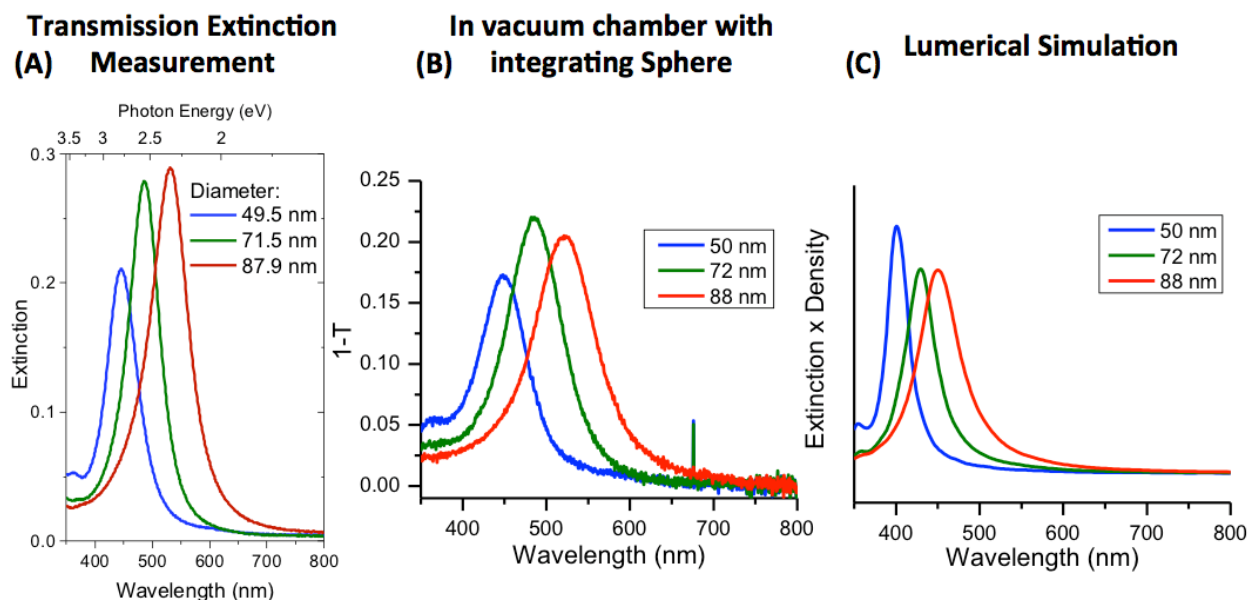 Transmission Extinction
(A) Measurement
Photon Energy (eV)
3.5 3 2.5 2
0.3
0.2
0.1
0.0
Extinction
Diameter:
49.5 nm
71.5 nm
87.9 nm
400 500 600 700 800
Wavelength (nm)
In vacuum chamber with
(B) integrating Sphere
0.25
0.20
0.15
0.10
0.05
0.00
1-T
50 nm
72 nm
88 nm
400 500 600 700 800
Wavelength (nm)
(C) Lumerical Simulation
Extinction x Density
50 nm
72 nm
88 nm
400 500 600 700 800
Wavelength (nm)